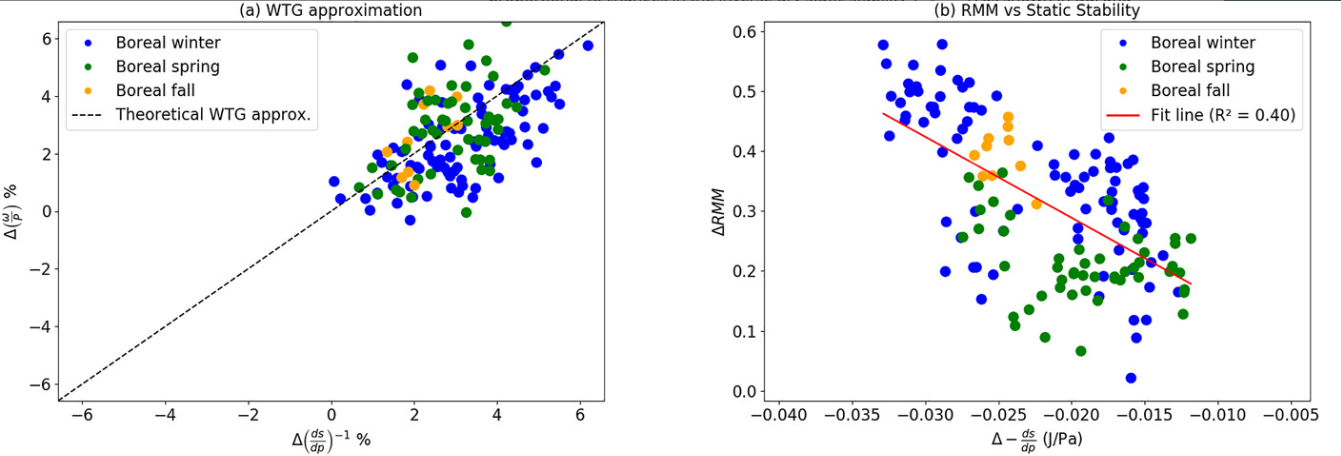 (a) WTG approximation
Boreal winter
Boreal spring
Boreal fall
Theoretical WTG approx.
6
4
2
0
−2
−4
−6
Δ(ω/P) %
−6 −4 −2 0 2 4 6
Δ(ds/dp)⁻¹ %
(b) RMM vs Static Stability
Boreal winter
Boreal spring
Boreal fall
Fit line (R² = 0.40)
0.6
0.5
0.4
0.3
0.2
0.1
0.0
ΔRMM
−0.040 −0.035 −0.030 −0.025 −0.020 −0.015 −0.010 −0.005
Δ − ds/dp (J/Pa)